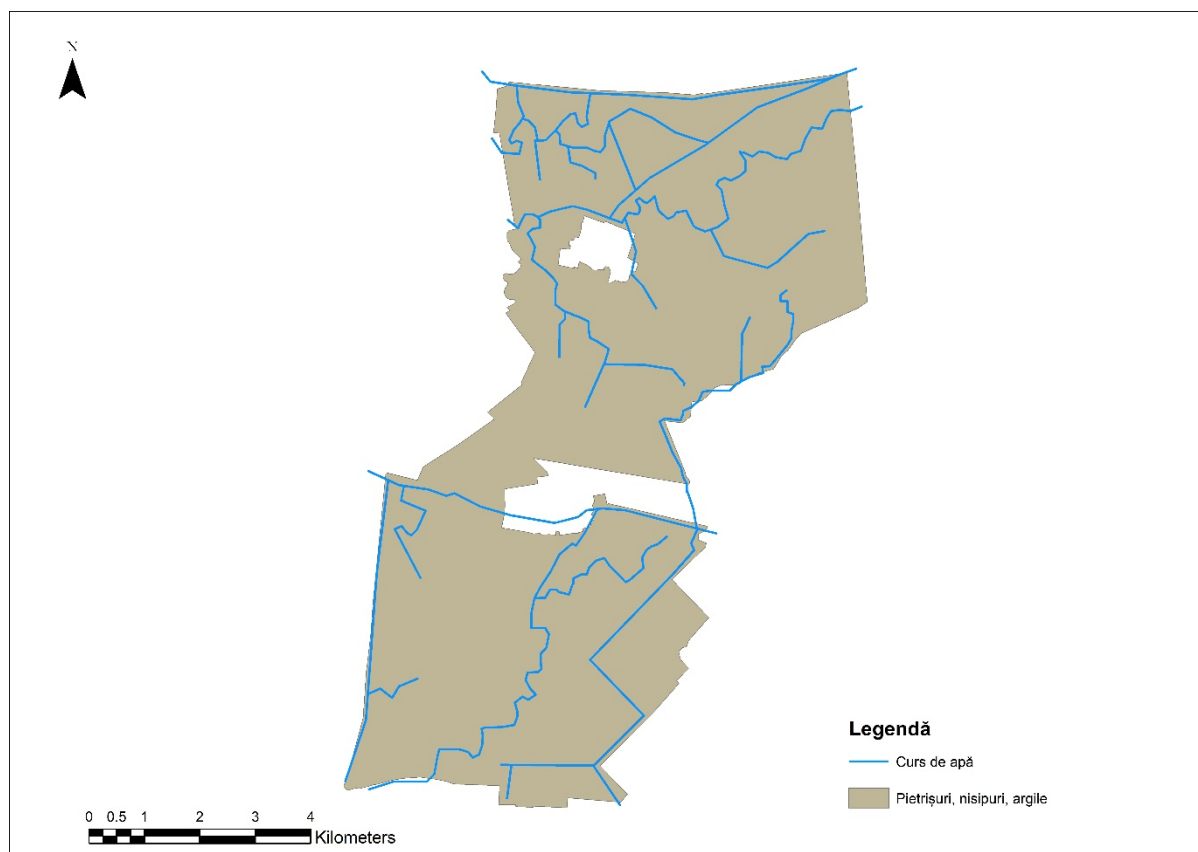 N
Legendă
Curs de apă
Pietrișuri, nisipuri, argile
0 0.5 1 2 3 4
Kilometers